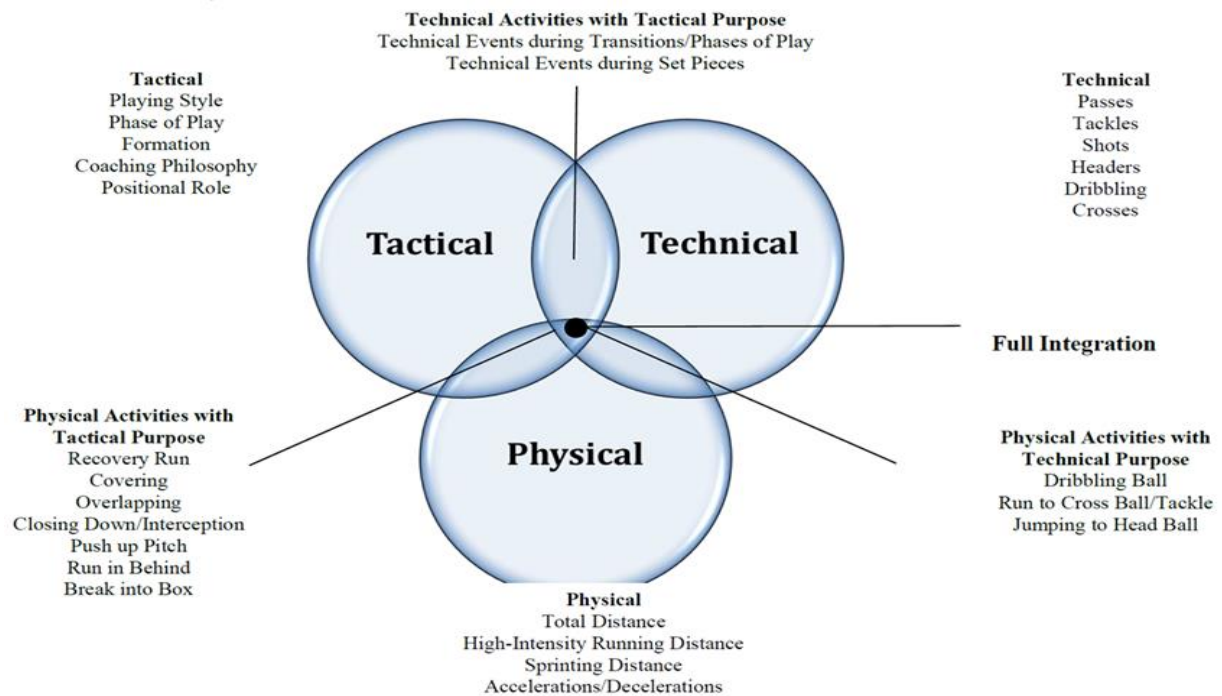 Technical Activities with Tactical Purpose
Technical Events during Transitions/Phases of Play
Technical Events during Set Pieces
Tactical
Playing Style
Phase of Play
Formation
Coaching Philosophy
Positional Role
Technical
Passes
Tackles
Shots
Headers
Dribbling
Crosses
Tactical
Technical
Full Integration
Physical Activities with
Tactical Purpose
Recovery Run
Covering
Overlapping
Closing Down/Interception
Push up Pitch
Run in Behind
Break into Box
Physical
Physical Activities with
Technical Purpose
Dribbling Ball
Run to Cross Ball/Tackle
Jumping to Head Ball
Physical
Total Distance
High-Intensity Running Distance
Sprinting Distance
Accelerations/Decelerations